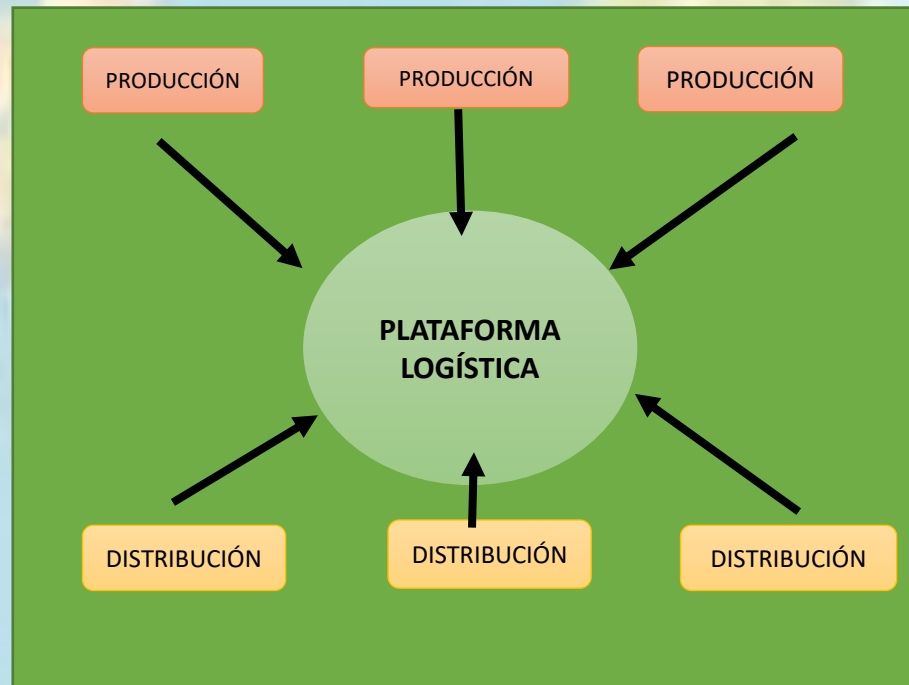 PRODUCCIÓN
PRODUCCIÓN
PRODUCCIÓN
PLATAFORMA
LOGÍSTICA
DISTRIBUCIÓN
DISTRIBUCIÓN
DISTRIBUCIÓN